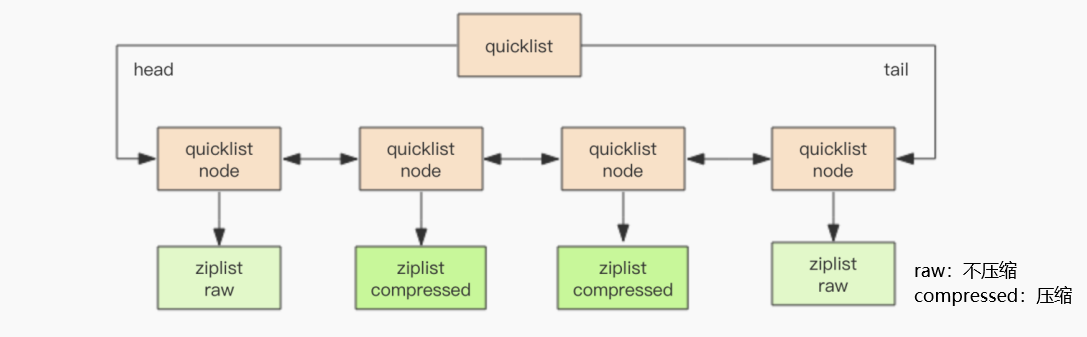 quicklist
head
tail
quicklist
node
quicklist
node
quicklist
node
quicklist
node
ziplist
raw
ziplist
compressed
ziplist
compressed
ziplist
raw
raw：不压缩
compressed：压缩